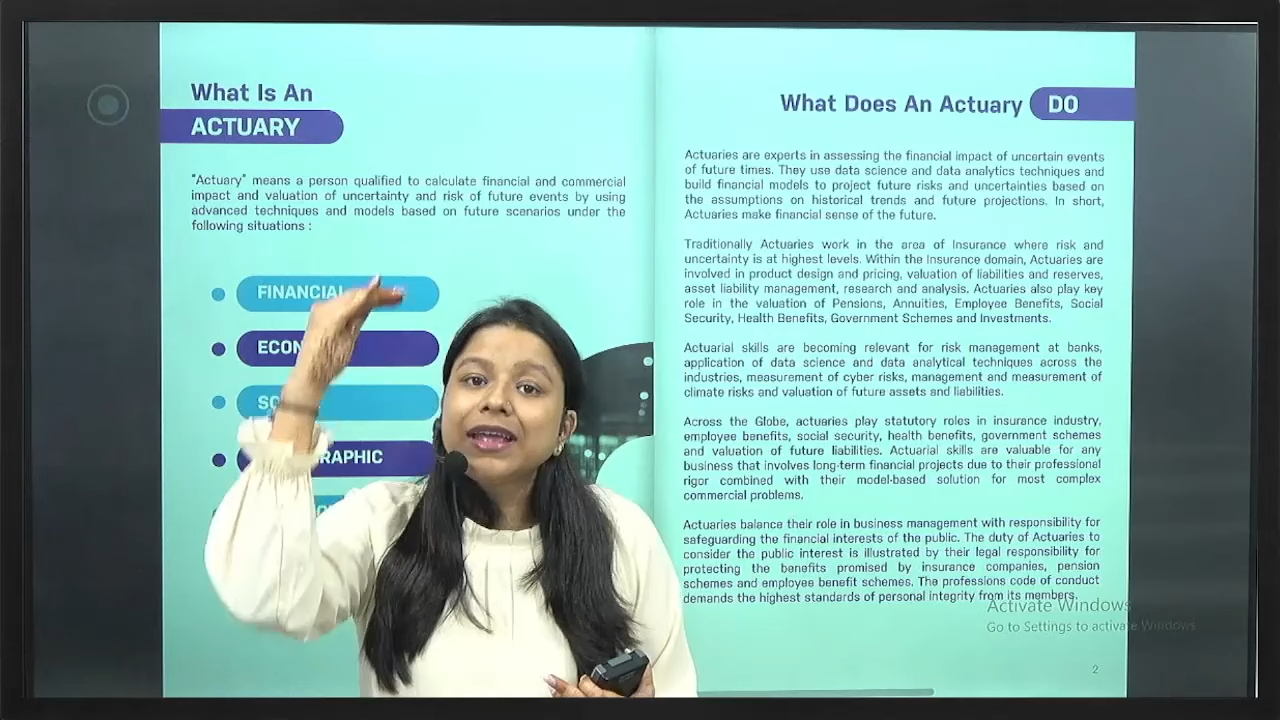 What Is An
ACTUARY
"Actuary" means a person qualified to calculate financial and commercial
impact and valuation of uncertainty and risk of future events by using
advanced techniques and models based on future scenarios under the
following situations :
FINANCIAL
ECON
SO
RAPHIC
What Does An Actuary DO
Actuaries are experts in assessing the financial impact of uncertain events
of future times. They use data science and data analytics techniques and
build financial models to project future risks and uncertainties based on
the assumptions on historical trends and future projections. In short,
Actuaries make financial sense of the future.
Traditionally Actuaries work in the area of Insurance where risk and
uncertainty is at highest levels. Within the Insurance domain, Actuaries are
involved in product design and pricing, valuation of liabilities and reserves,
asset liability management, research and analysis. Actuaries also play key
role in the valuation of Pensions, Annuities, Employee Benefits, Social
Security, Health Benefits, Government Schemes and Investments.
Actuarial skills are becoming relevant for risk management at banks,
application of data science and data analytical techniques across the
industries, measurement of cyber risks, management and measurement of
climate risks and valuation of future assets and liabilities.
Across the Globe, actuaries play statutory roles in insurance industry,
employee benefits, social security, health benefits, government schemes
and valuation of future liabilities. Actuarial skills are valuable for any
business that involves long-term financial projects due to their professional
rigor combined with their model-based solution for most complex
commercial problems.
Actuaries balance their role in business management with responsibility for
safeguarding the financial interests of the public. The duty of Actuaries to
consider the public interest is illustrated by their legal responsibility for
protecting the benefits promised by insurance companies, pension
schemes and employee benefit schemes. The professions code of conduct
demands the highest standards of personal integrity from its members.
Activate Windows
Go to Settings to activate Windows
2